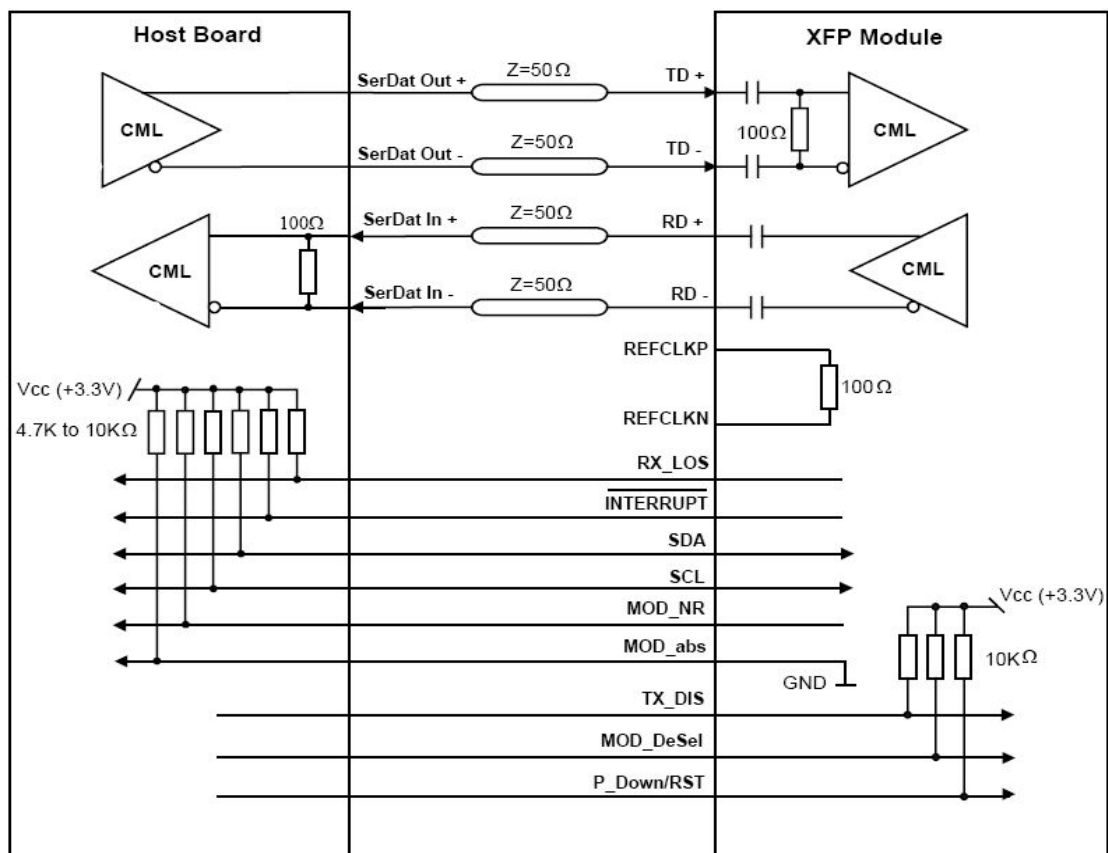 Host Board
XFP Module
SerDat Out +
Z=50Ω
TD +
CML
100Ω
CML
SerDat Out -
Z=50Ω
TD -
100Ω
SerDat In +
Z=50Ω
RD +
CML
CML
SerDat In -
Z=50Ω
RD -
REFCLKP
100Ω
REFCLKN
Vcc (+3.3V)
4.7K to 10KΩ
RX_LOS
INTERRUPT
SDA
SCL
MOD_NR
Vcc (+3.3V)
MOD_abs
10KΩ
GND
TX_DIS
MOD_DeSel
P_Down/RST